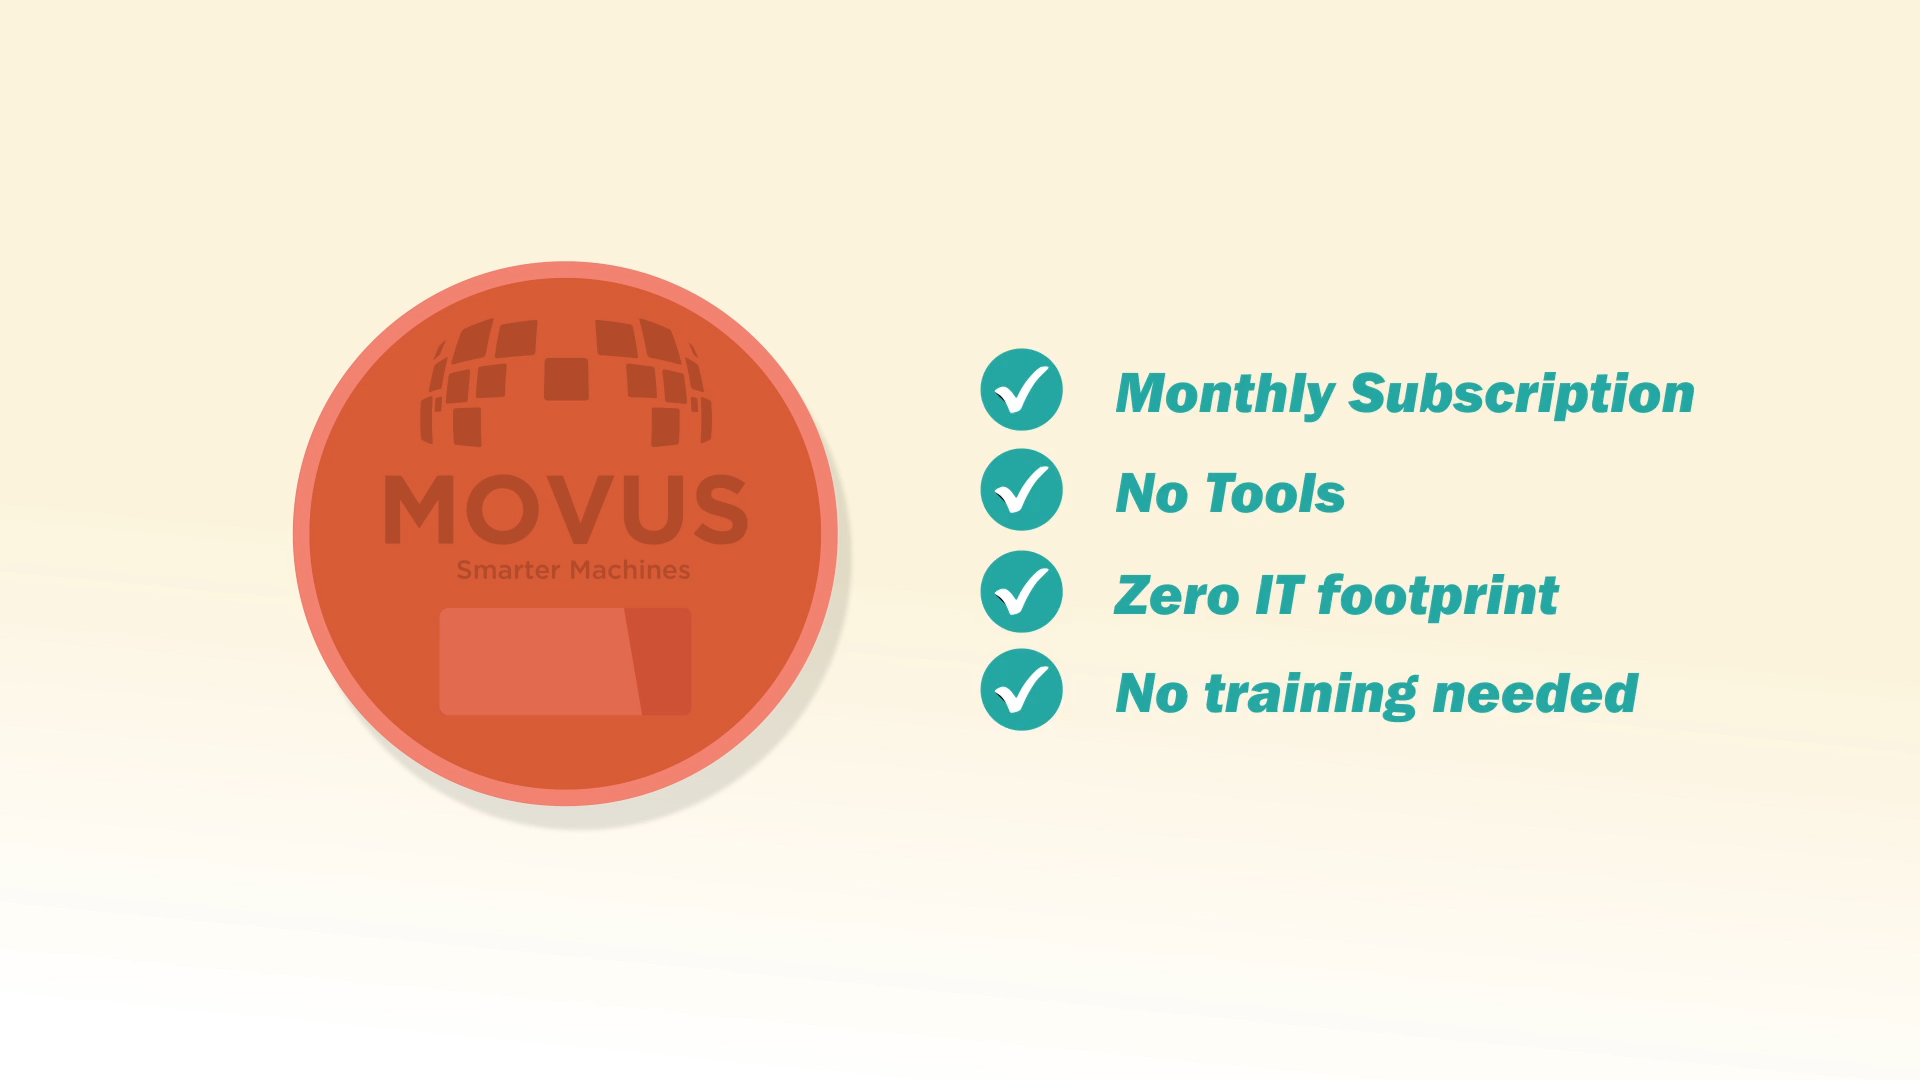 MOVUS
Smarter Machines
Monthly Subscription
No Tools
Zero IT footprint
No training needed